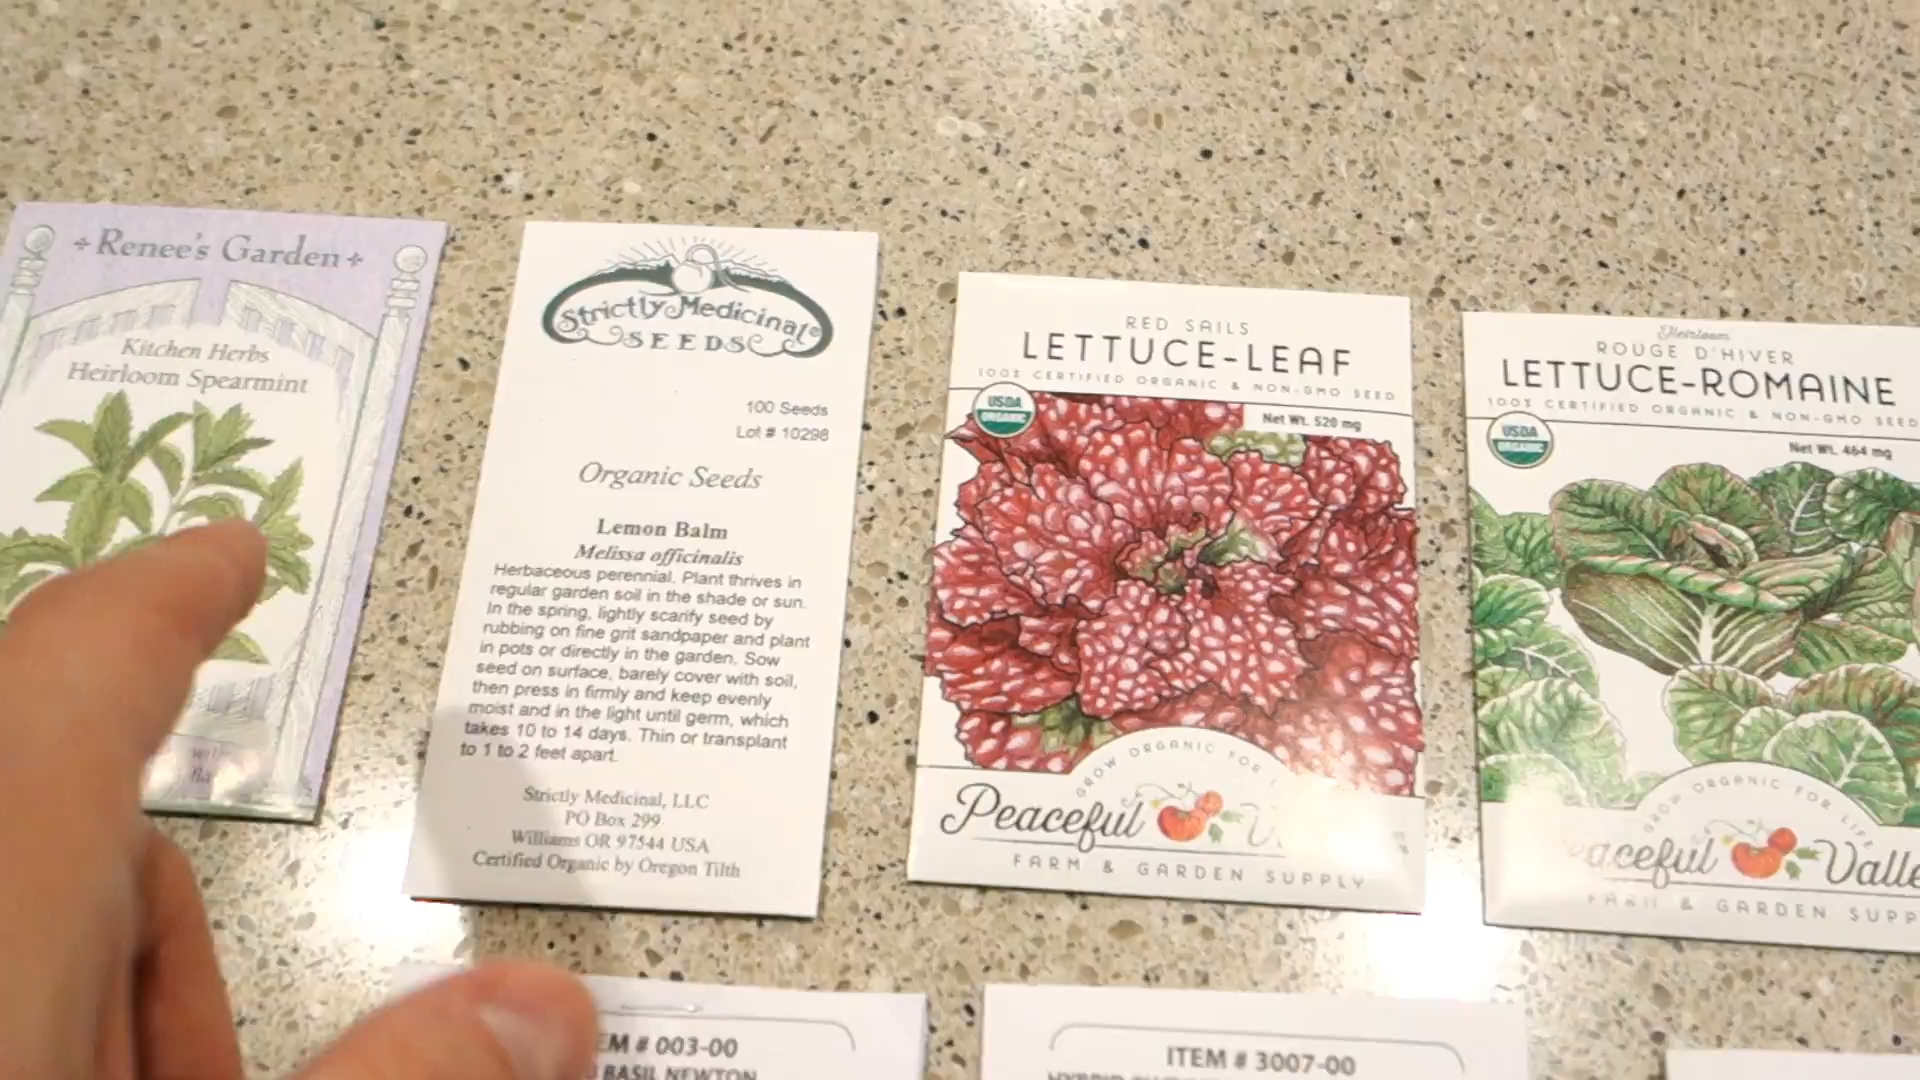 Renee's Garden
Kitchen Herbs
Heirloom Spearmint
Strictly Medicinal®
SEEDS
100 Seeds
Lot # 10298
Organic Seeds
Lemon Balm
Melissa officinalis
Herbaceous perennial. Plant thrives in
regular garden soil in the shade or sun.
In the spring, lightly scarify seed by
rubbing on fine grit sandpaper and plant
in pots or directly in the garden. Sow
seed on surface, barely cover with soil,
then press in firmly and keep evenly
moist and in the light until germ, which
takes 10 to 14 days. Thin or transplant
to 1 to 2 feet apart.
Strictly Medicinal, LLC
PO Box 299
Williams OR 97544 USA
Certified Organic by Oregon Tilth
RED SAILS
LETTUCE-LEAF
100% CERTIFIED ORGANIC & NON-GMO SEED
USDA
ORGANIC
Net Wt. 520 mg
GROW ORGANIC FOR
Peaceful
FARM & GARDEN SUPPLY
Heirloom
ROUGE D'HIVER
LETTUCE-ROMAINE
100% CERTIFIED ORGANIC & NON-GMO SEED
USDA
ORGANIC
Net Wt. 464 mg
GROW ORGANIC FOR LIFE
aceful Valle
FARM & GARDEN SUPP
EM # 003-00
BASIL NEWTON
ITEM # 3007-00